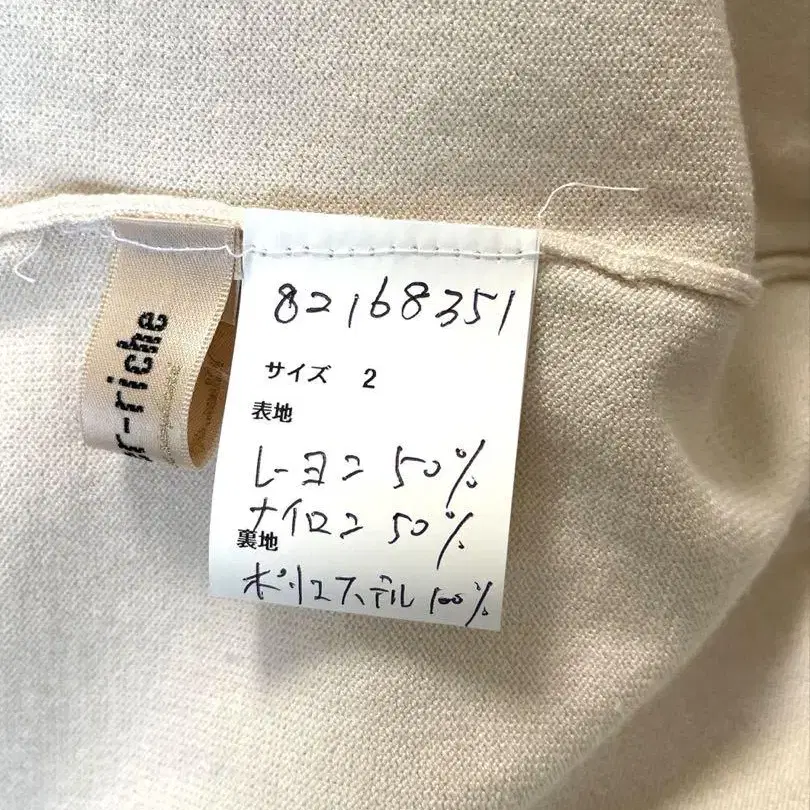 82168351
サイズ 2
表地
レーヨン 50%
ナイロン 50%
裏地
ポリエステル 100%
r-riche